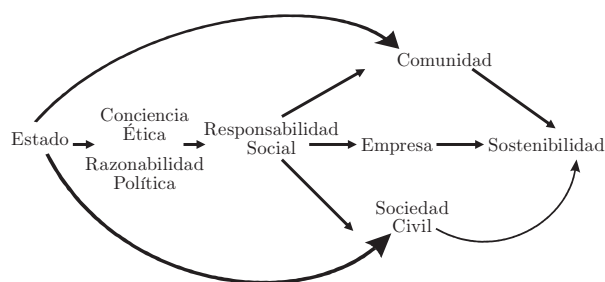 Comunidad
Conciencia
Ética
Estado
Razonabilidad
Política
Responsabilidad
Social
Empresa
Sostenibilidad
Sociedad
Civil